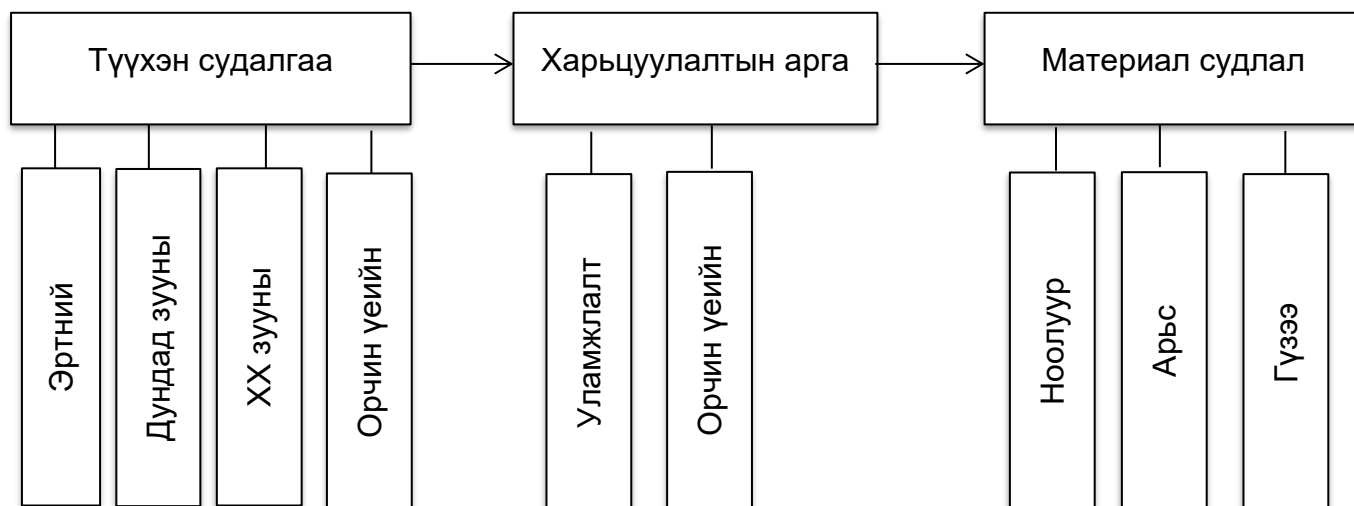 Түүхэн судалгаа
Харьцуулалтын арга
Материал судлал
Эртний
Дундад зууны
XX зууны
Орчин үеийн
Уламжлалт
Орчин үеийн
Ноолуур
Арьс
Гүзээ